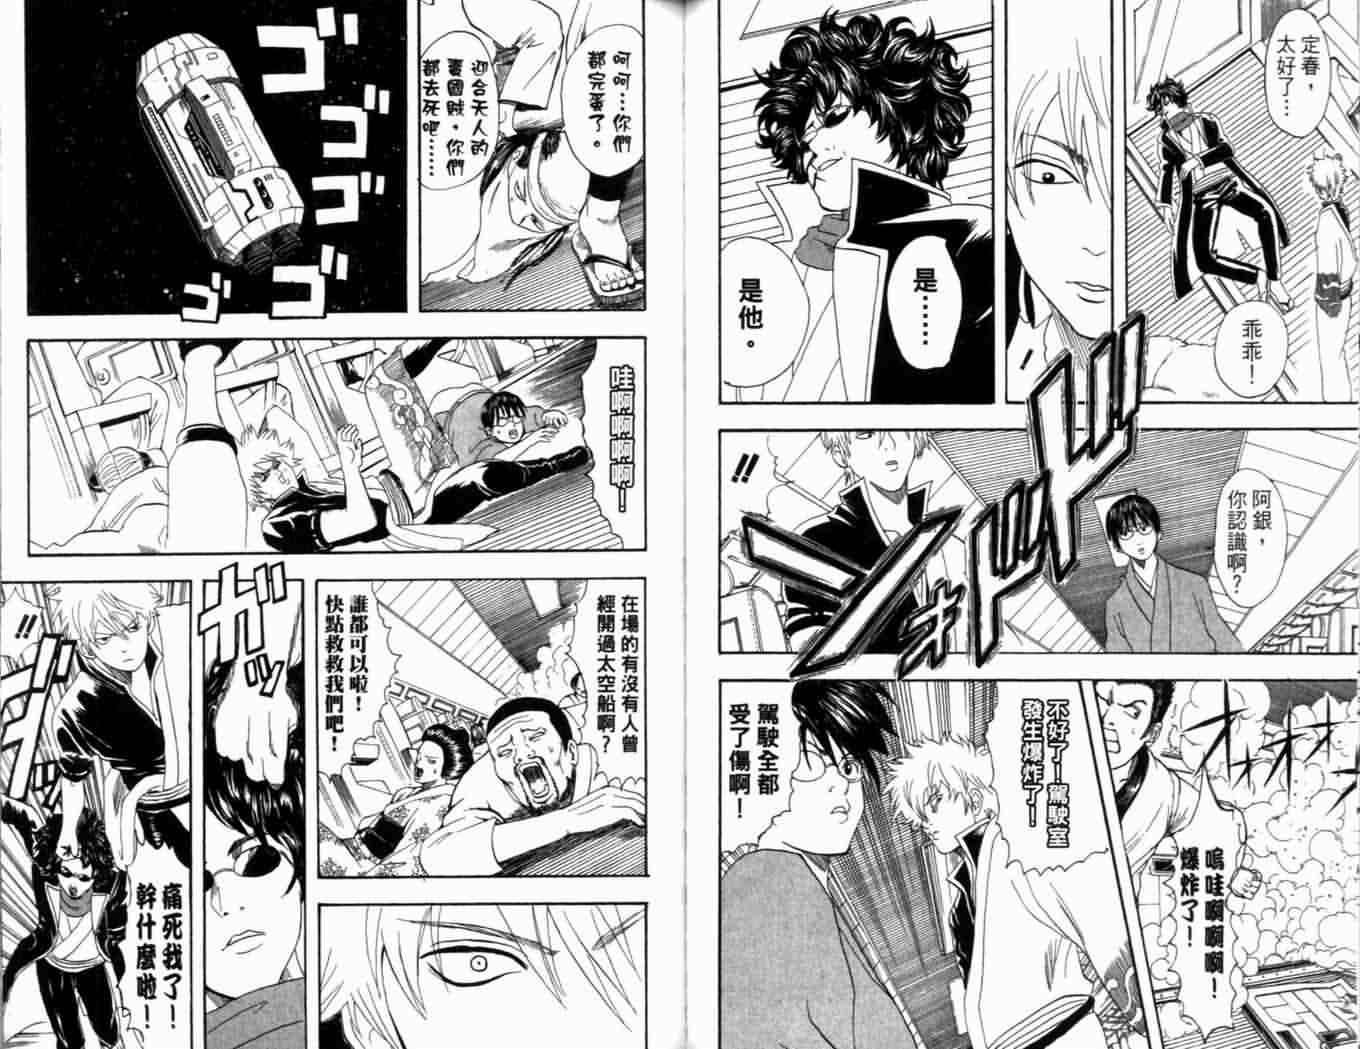 定春，
太好了…
乖乖！
是……
是他。
阿銀，
你認識啊？
!!
ドドオン
嗚哇啊啊啊！
爆炸了！
不好了！駕駛室
發生爆炸了！
駕駛全都
受了傷啊！
呵呵…你們
都完蛋了。
迎合天人的
賣國賊，你們
都去死吧……
ゴ
ゴ
ゴ
ゴ
ゴ
哇啊啊啊啊！
在場的有沒有人曾
經開過太空船啊？
誰都可以啦！
快點救救我們吧！
ガッ
!!
痛死我了！
幹什麼啦！